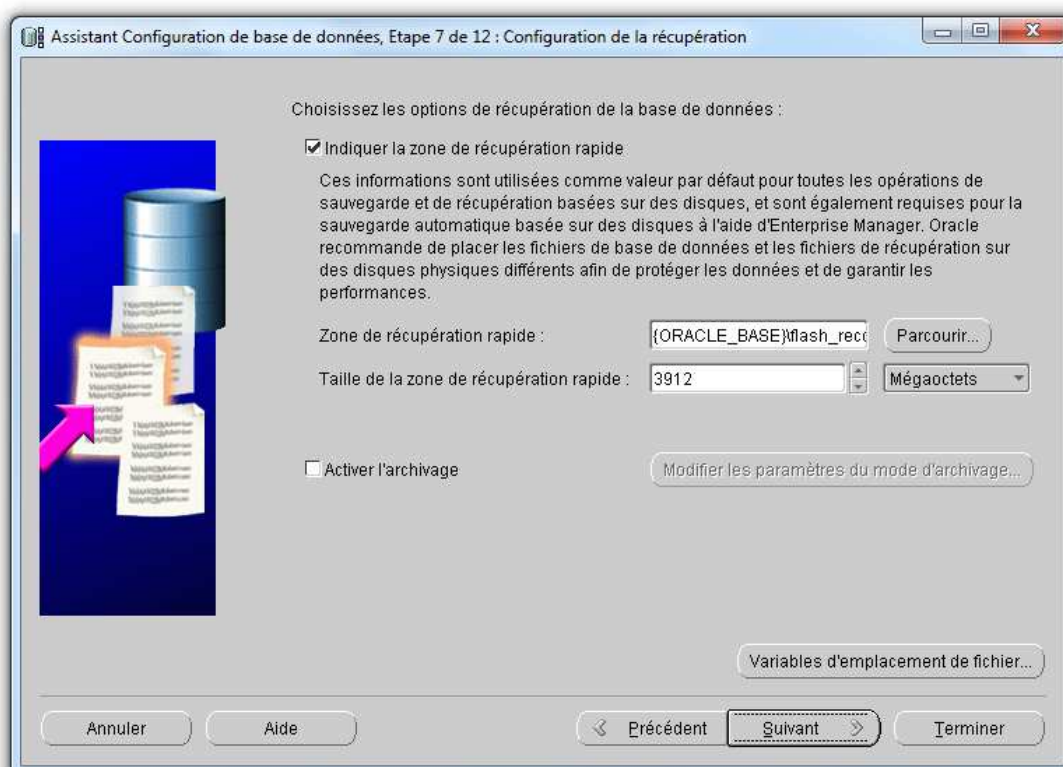 Assistant Configuration de base de données, Etape 7 de 12 : Configuration de la récupération
Choisissez les options de récupération de la base de données :
Indiquer la zone de récupération rapide
Ces informations sont utilisées comme valeur par défaut pour toutes les opérations de
sauvegarde et de récupération basées sur des disques, et sont également requises pour la
sauvegarde automatique basée sur des disques à l'aide d'Enterprise Manager. Oracle
recommande de placer les fichiers de base de données et les fichiers de récupération sur
des disques physiques différents afin de protéger les données et de garantir les
performances.
Zone de récupération rapide : {ORACLE_BASE}\flash_reco Parcourir...
Taille de la zone de récupération rapide : 3912 Mégaoctets
Activer l'archivage Modifier les paramètres du mode d'archivage...
Variables d'emplacement de fichier...
Annuler Aide Précédent Suivant Terminer